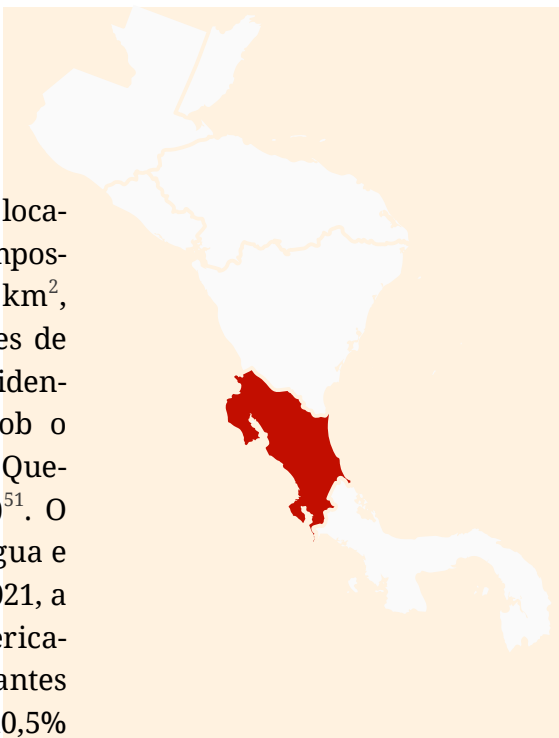 loca-
mpos-
km²,
es de
iden-
ob o
Que-
⁵¹. O
gua e
021, a
erica-
antes
0,5%